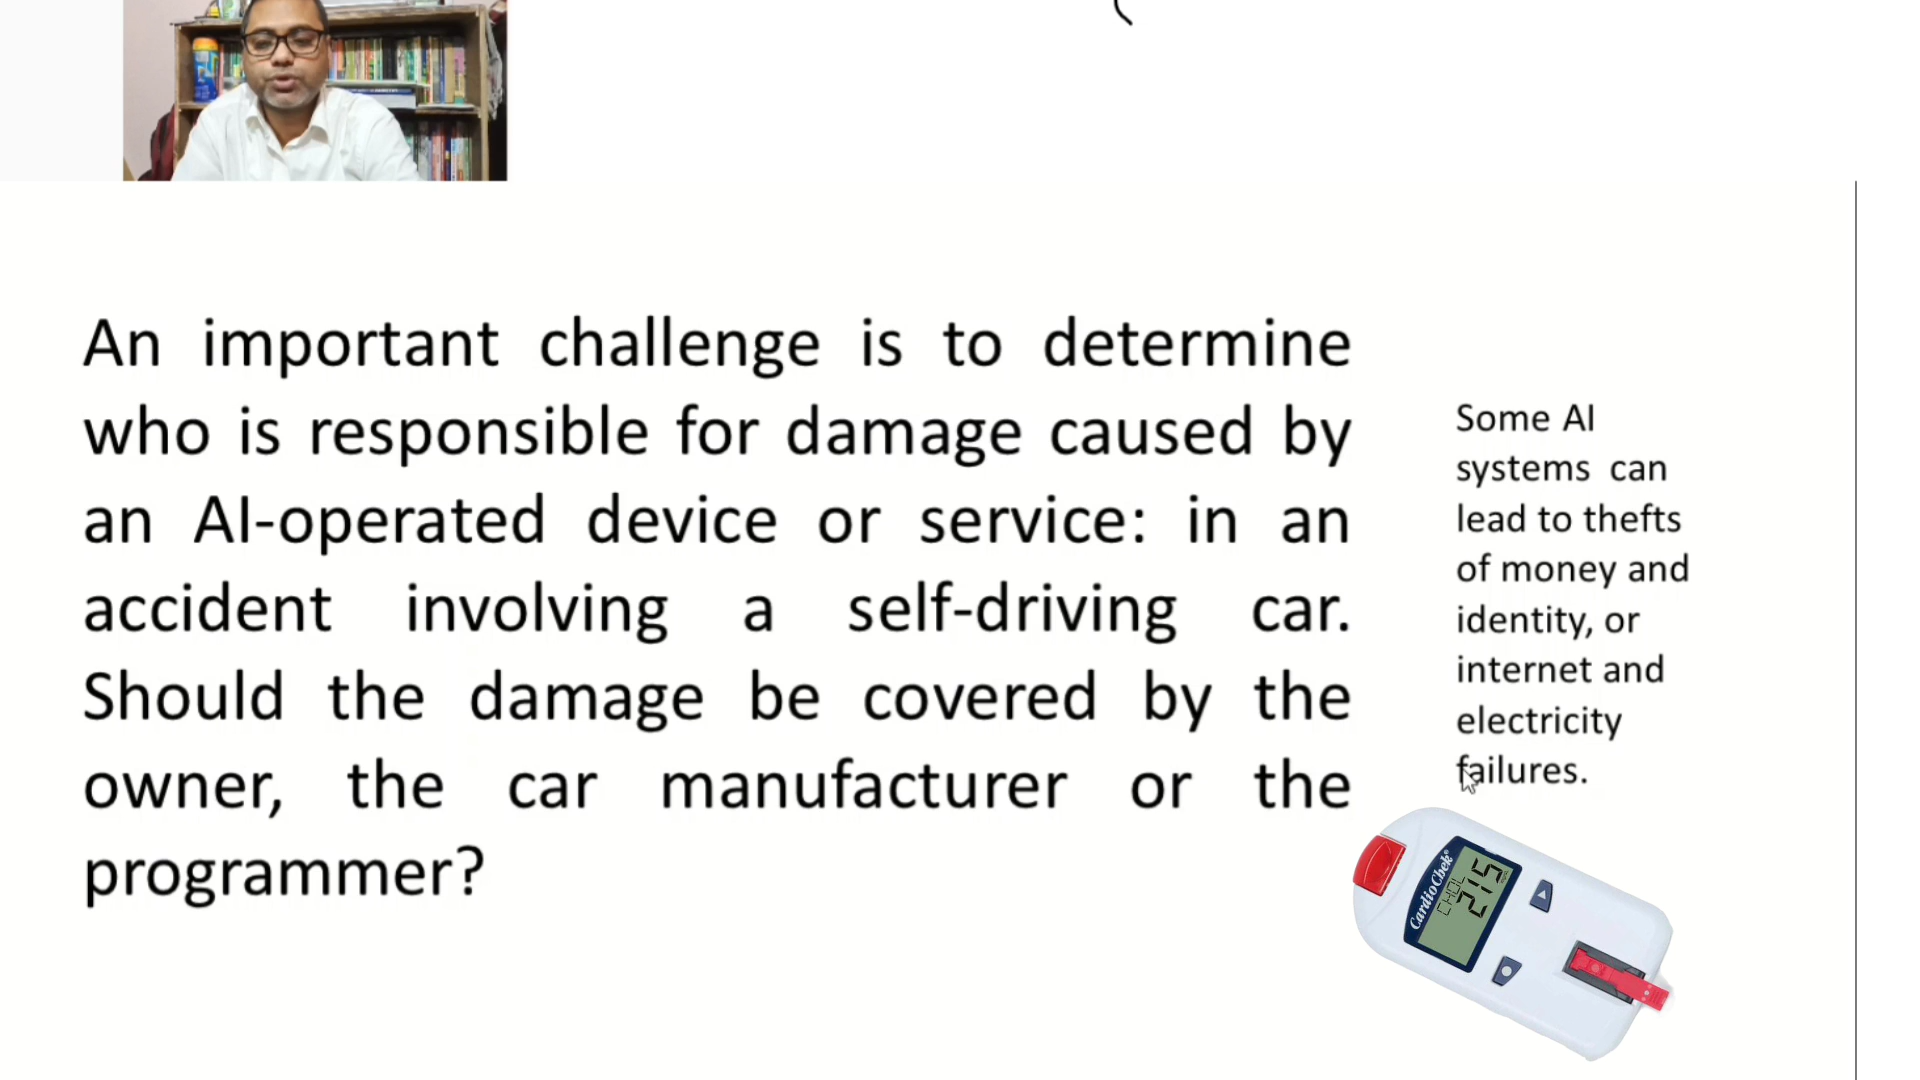 An important challenge is to determine
who is responsible for damage caused by
an AI-operated device or service: in an
accident involving a self-driving car.
Should the damage be covered by the
owner, the car manufacturer or the
programmer?
Some AI
systems can
lead to thefts
of money and
identity, or
internet and
electricity
failures.
CardioChek®
CHOL
215